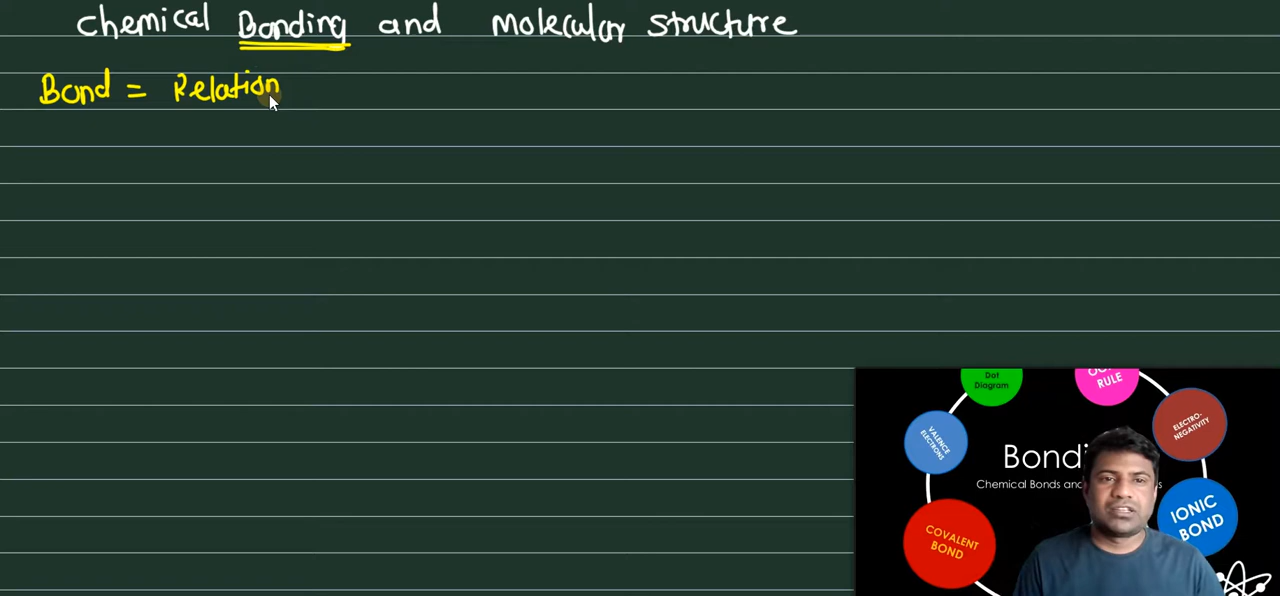 chemical Bonding and molecular structure
Bond = Relation
Dot
Diagram
RULE
ELECTRO-
NEGATIVITY
VALENCE
ELECTRONS
Chemical Bonds and
COVALENT
BOND
IONIC
BOND